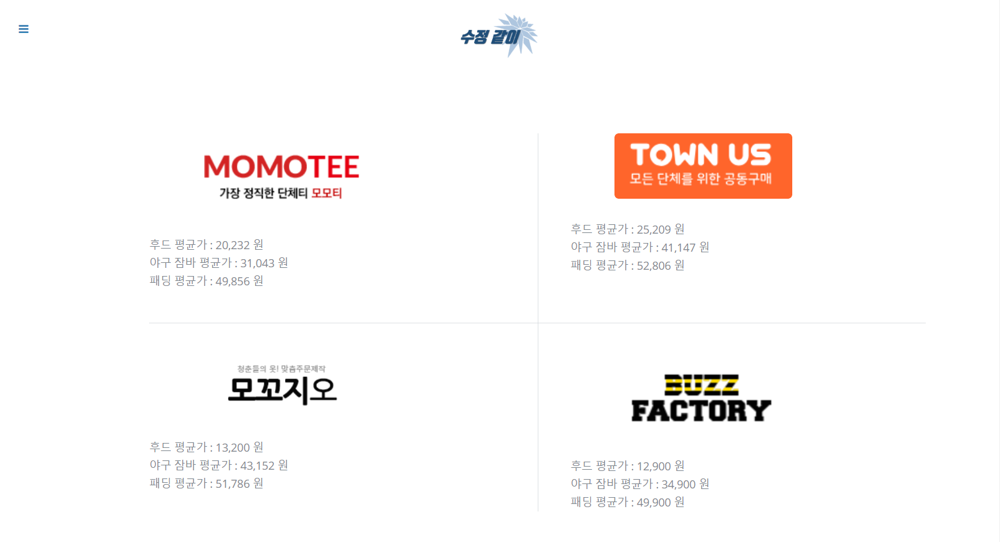 수정 같이
MOMOTEE
가장 정직한 단체티 모모티
후드 평균가 : 20,232 원
야구 잠바 평균가 : 31,043 원
패딩 평균가 : 49,856 원
TOWN US
모든 단체를 위한 공동구매
후드 평균가 : 25,209 원
야구 잠바 평균가 : 41,147 원
패딩 평균가 : 52,806 원
청춘들의 옷! 맞춤주문제작
모꼬지오
후드 평균가 : 13,200 원
야구 잠바 평균가 : 43,152 원
패딩 평균가 : 51,786 원
BUZZ
FACTORY
후드 평균가 : 12,900 원
야구 잠바 평균가 : 34,900 원
패딩 평균가 : 49,900 원